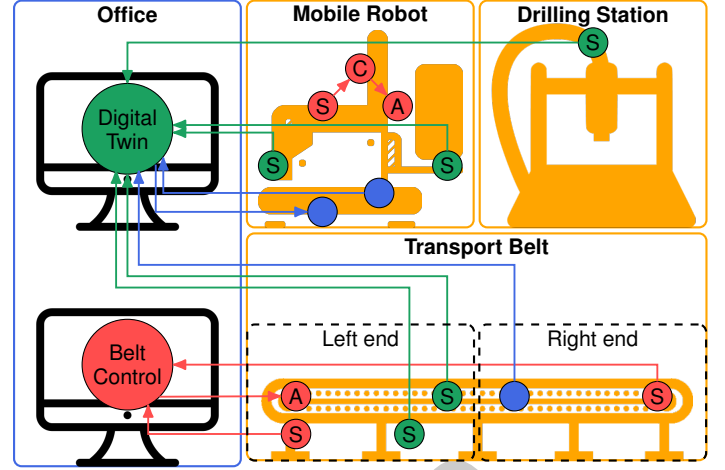 Office
Mobile Robot
Drilling Station
S
C
S
A
Digital
Twin
S
S
Transport Belt
Left end
Right end
Belt
Control
A
S
S
S
S